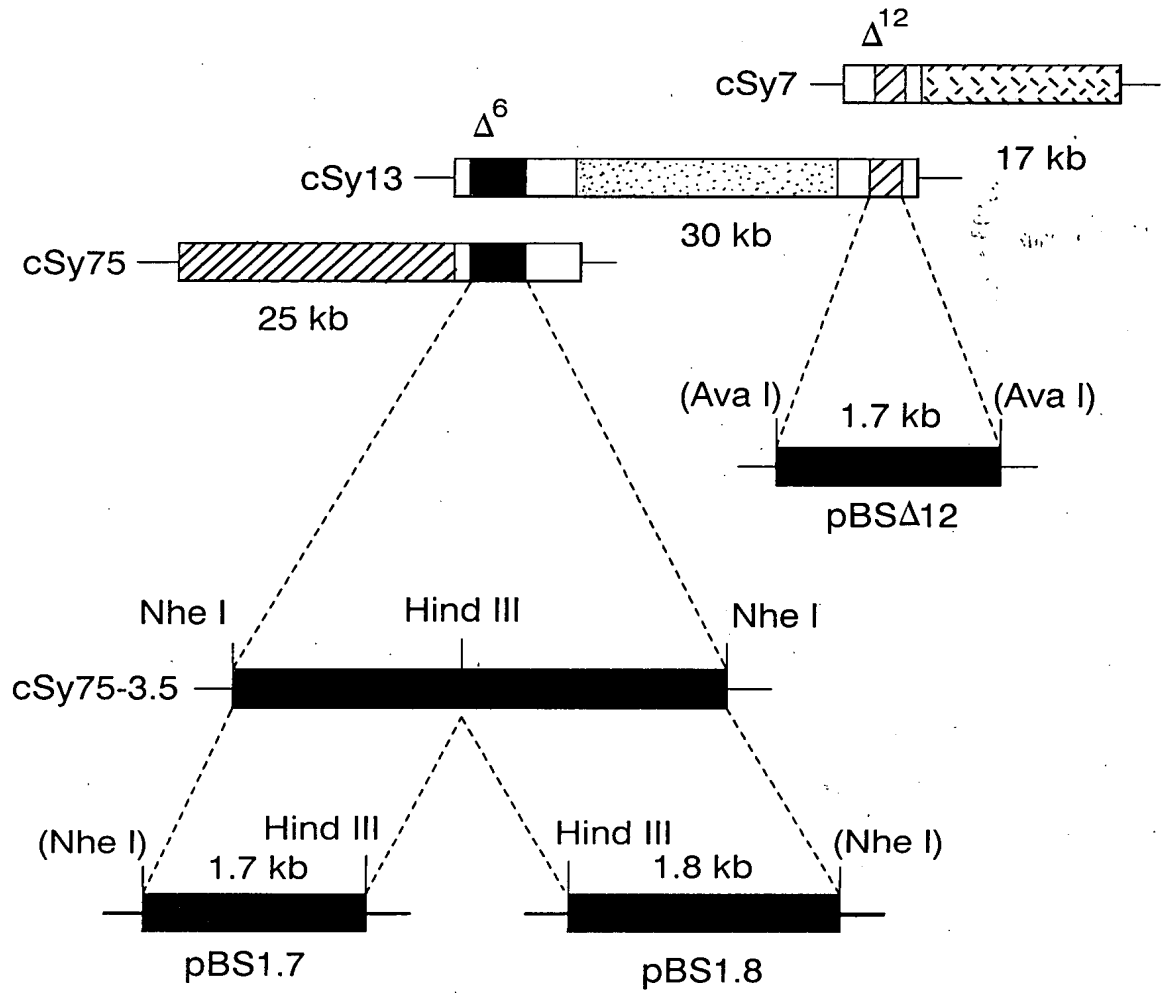 Δ12
cSy7
17 kb
Δ6
cSy13
30 kb
cSy75
25 kb
(Ava I)
1.7 kb
(Ava I)
pBSΔ12
Nhe I
Hind III
Nhe I
cSy75-3.5
(Nhe I)
Hind III
1.7 kb
Hind III
1.8 kb
(Nhe I)
pBS1.7
pBS1.8